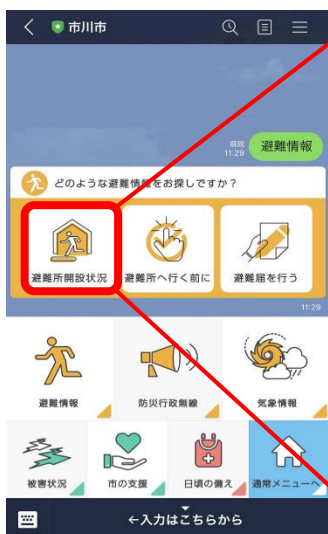 市川市
避難情報
既読
11:29
どのような避難情報をお探しですか？
避難所開設状況
避難所へ行く前に
避難届を行う
11:29
避難情報
防災行政無線
気象情報
被害状況
市の支援
日頃の備え
通常メニューへ
←入力はこちらから